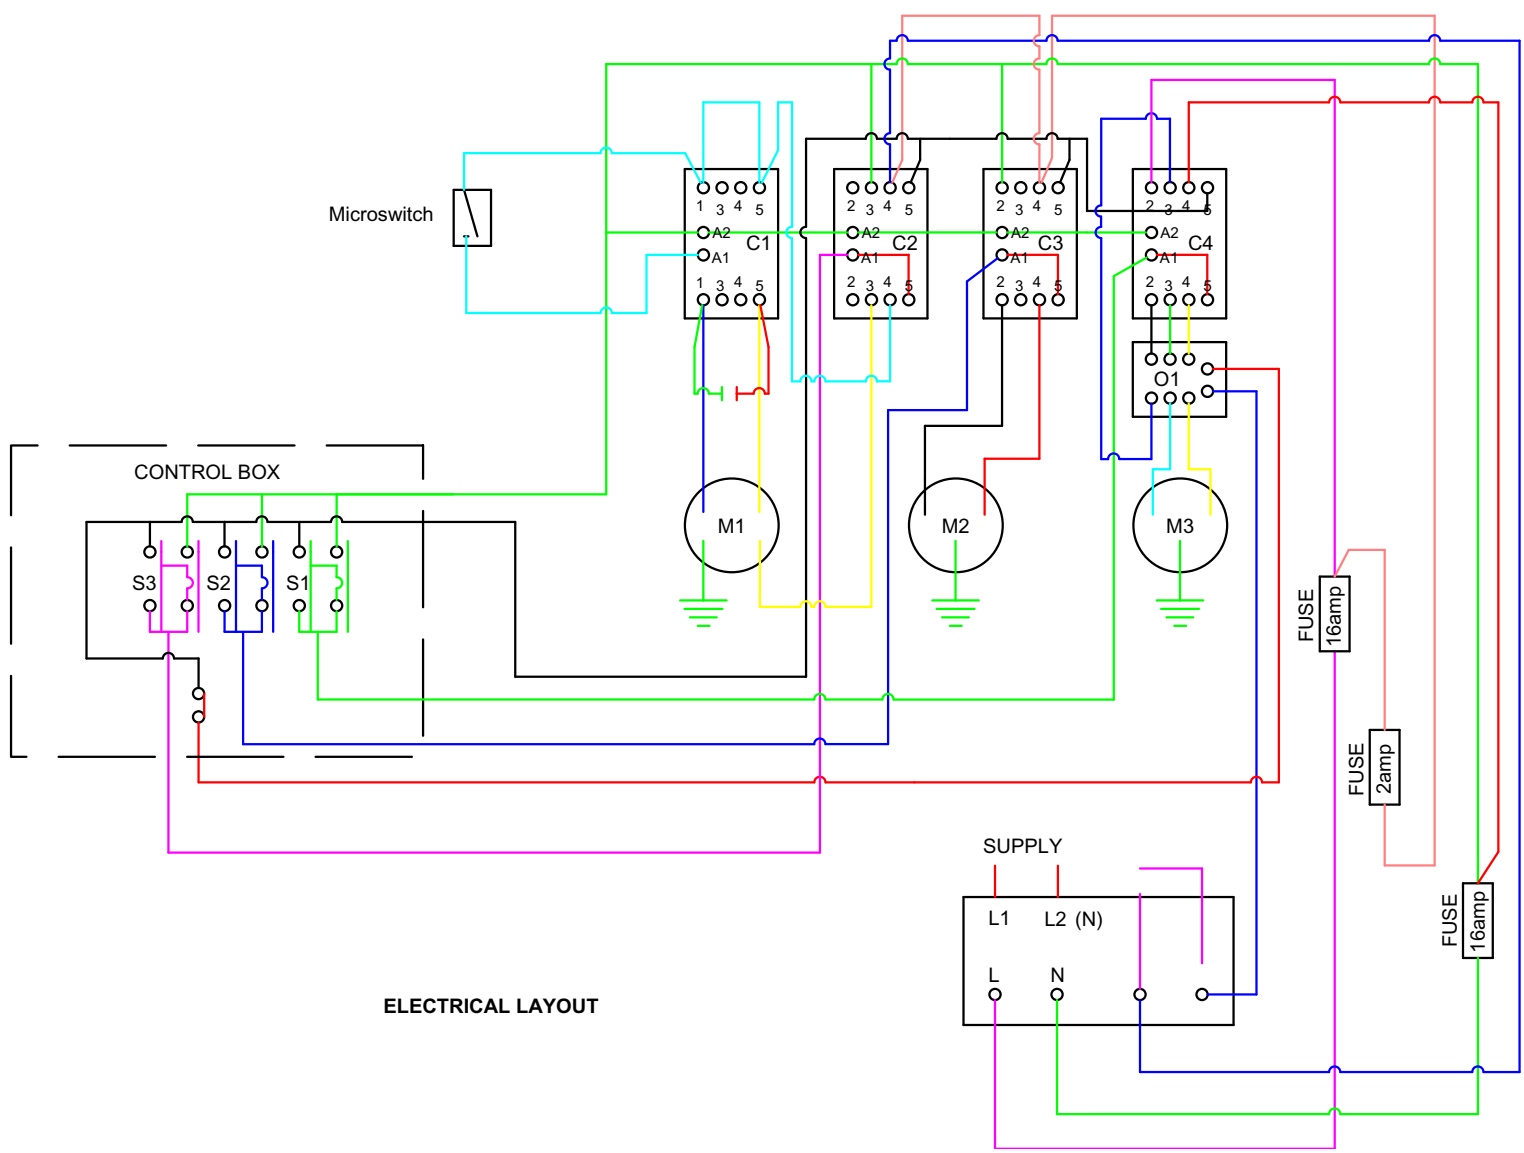 Microswitch
1 3 4 5
A2
A1
C1
1 3 4 5
2 3 4 5
A2
A1
C2
2 3 4 5
2 3 4 5
A2
A1
C3
2 3 4 5
2 3 4 5
A2
A1
C4
2 3 4 5
O1
CONTROL BOX
S3 S2 S1
M1 M2 M3
FUSE
16amp
FUSE
2amp
FUSE
16amp
SUPPLY
L1 L2 (N)
L N
ELECTRICAL LAYOUT